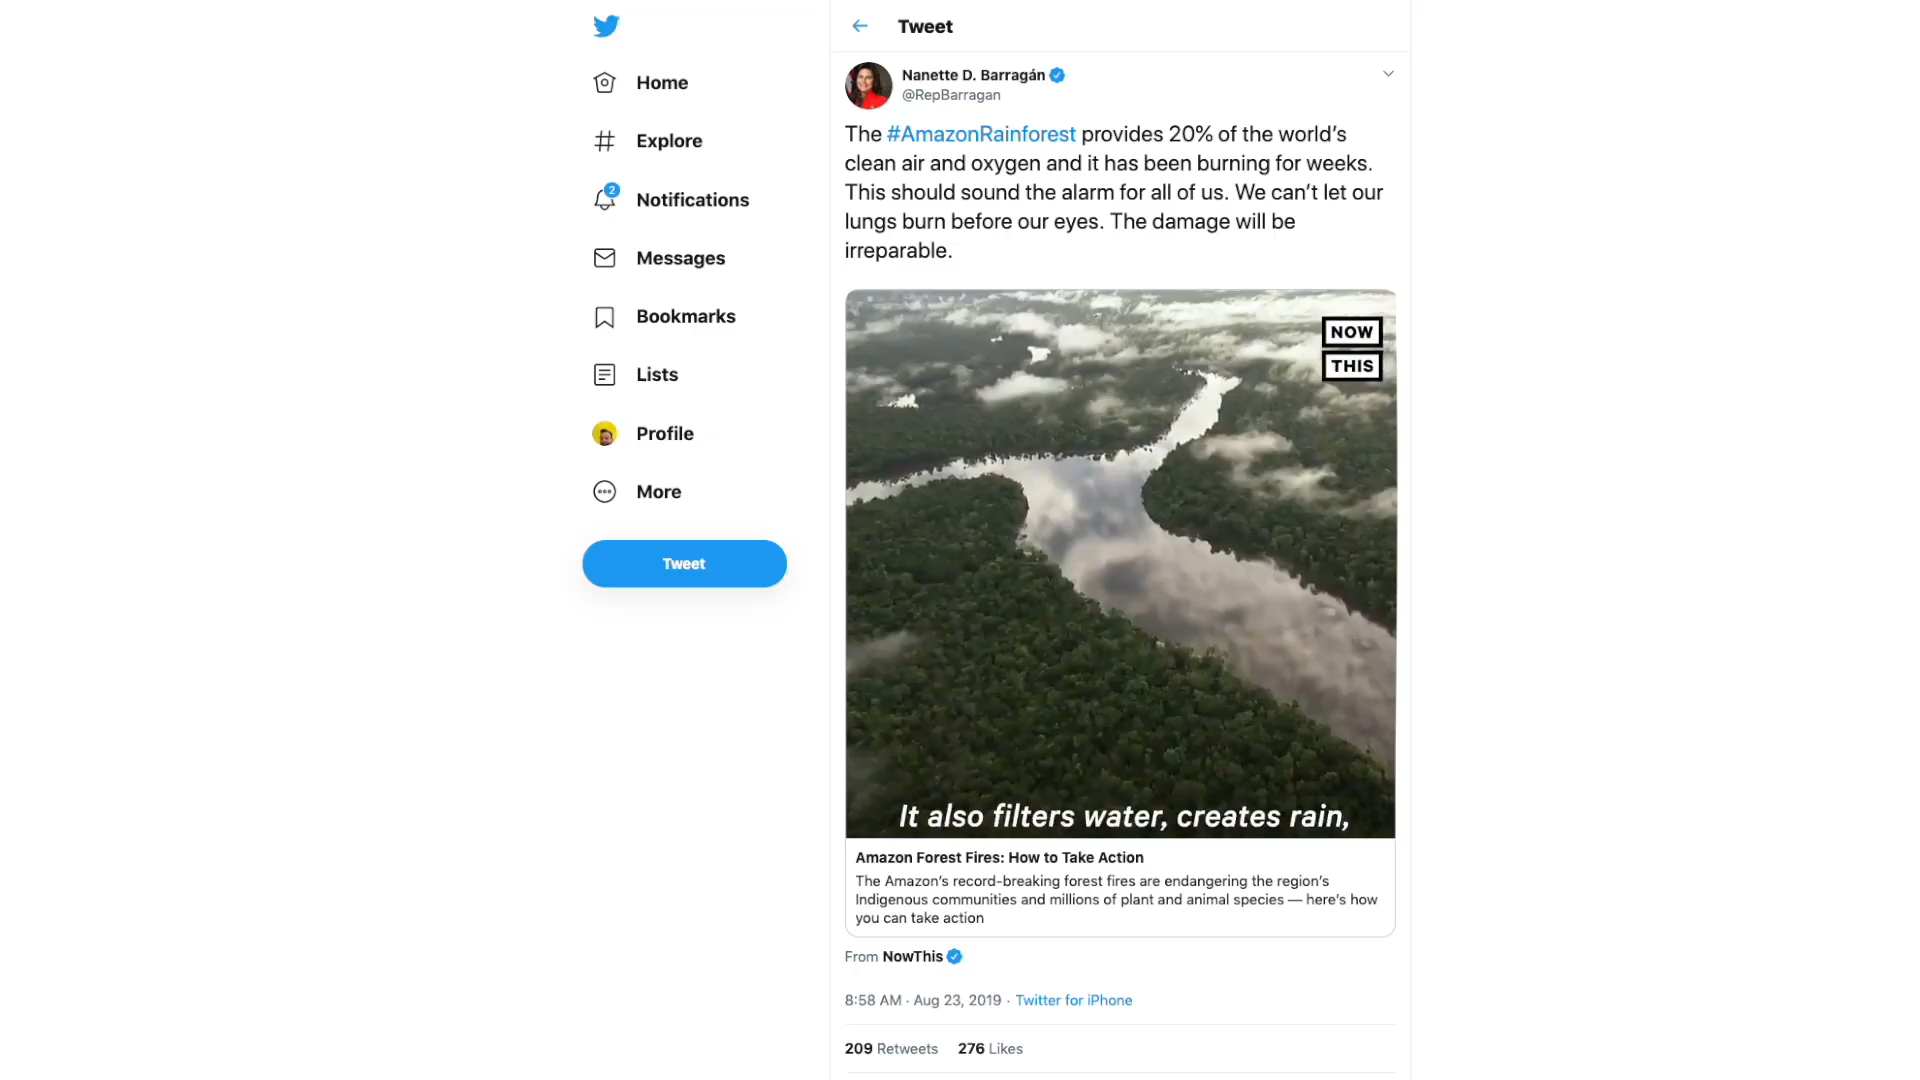 Tweet
Home
Explore
2
Notifications
Messages
Bookmarks
Lists
Profile
More
Tweet
Nanette D. Barragán
@RepBarragan
The #AmazonRainforest provides 20% of the world’s
clean air and oxygen and it has been burning for weeks.
This should sound the alarm for all of us. We can’t let our
lungs burn before our eyes. The damage will be
irreparable.
NOW
THIS
It also filters water, creates rain,
Amazon Forest Fires: How to Take Action
The Amazon’s record-breaking forest fires are endangering the region’s
Indigenous communities and millions of plant and animal species — here’s how
you can take action
From NowThis
8:58 AM · Aug 23, 2019 · Twitter for iPhone
209 Retweets 276 Likes